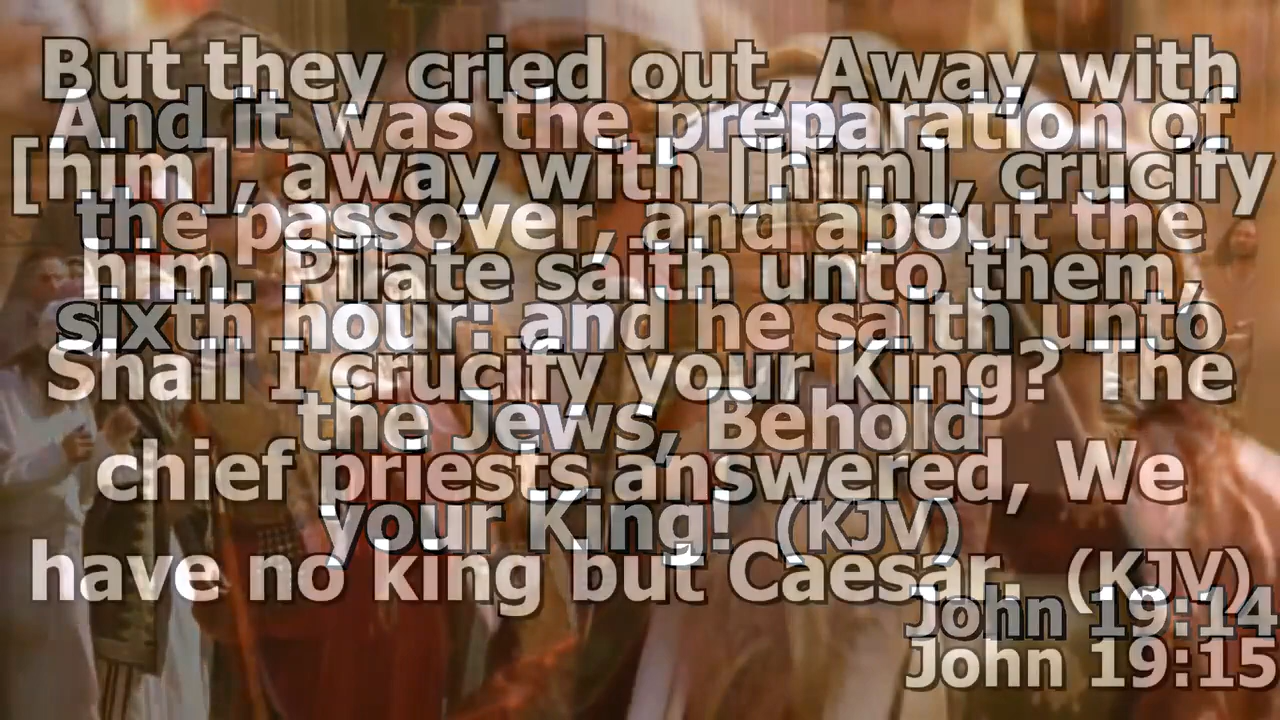 But they cried out, Away with
And it was the preparation of
[him], away with [him], crucify
the passover, and about the
him. Pilate saith unto them,
sixth hour: and he saith unto
Shall I crucify your King? The
the Jews, Behold
chief priests answered, We
your King! (KJV)
have no king but Caesar. (KJV)
John 19:14
John 19:15